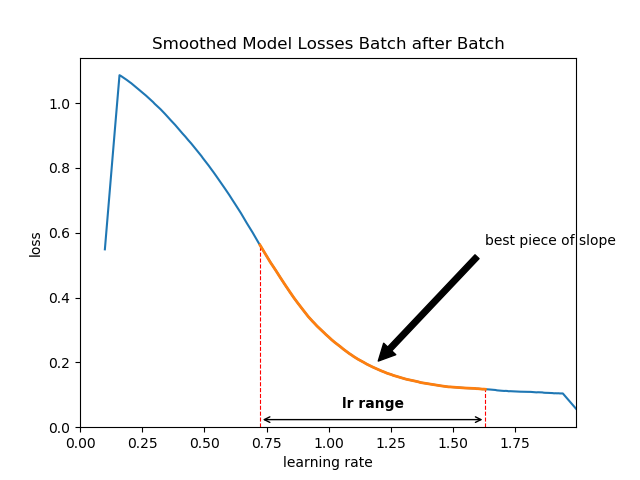 Smoothed Model Losses Batch after Batch
1.0
0.8
0.6
0.4
0.2
0.0
loss
best piece of slope
lr range
0.00 0.25 0.50 0.75 1.00 1.25 1.50 1.75
learning rate